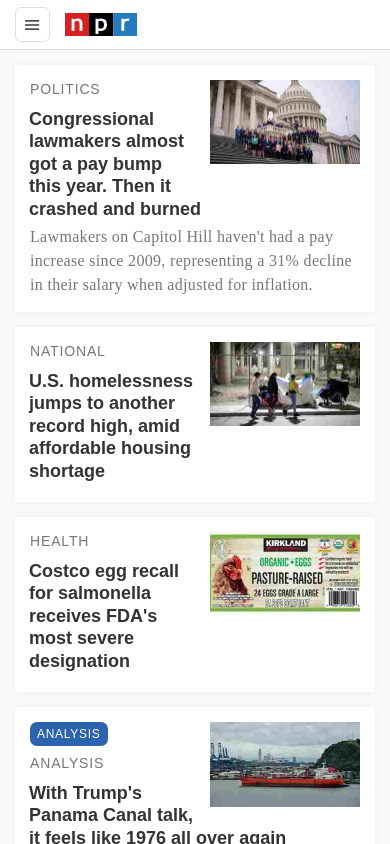 npr
POLITICS
Congressional
lawmakers almost
got a pay bump
this year. Then it
crashed and burned
Lawmakers on Capitol Hill haven't had a pay
increase since 2009, representing a 31% decline
in their salary when adjusted for inflation.
NATIONAL
U.S. homelessness
jumps to another
record high, amid
affordable housing
shortage
HEALTH
Costco egg recall
for salmonella
receives FDA's
most severe
designation
KIRKLAND
ORGANIC • EGGS
PASTURE-RAISED
24 EGGS GRADE A LARGE
ANALYSIS
ANALYSIS
With Trump's
Panama Canal talk,
it feels like 1976 all over again